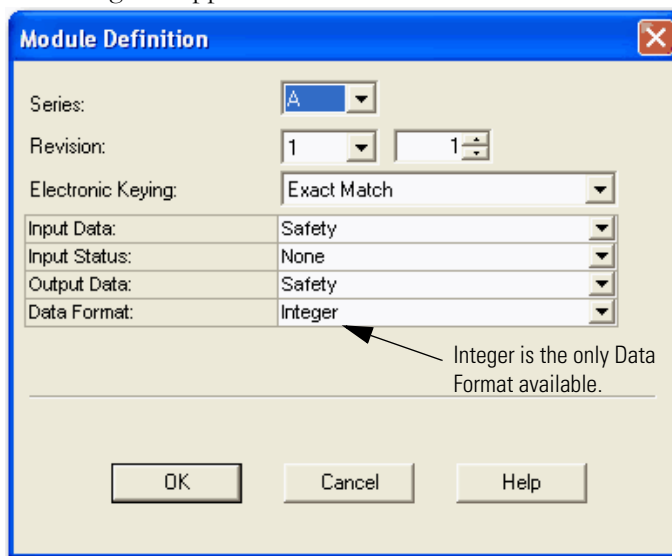 Module Definition
Series: A
Revision: 1 1
Electronic Keying: Exact Match
Input Data: Safety
Input Status: None
Output Data: Safety
Data Format: Integer
Integer is the only Data
Format available.
OK Cancel Help